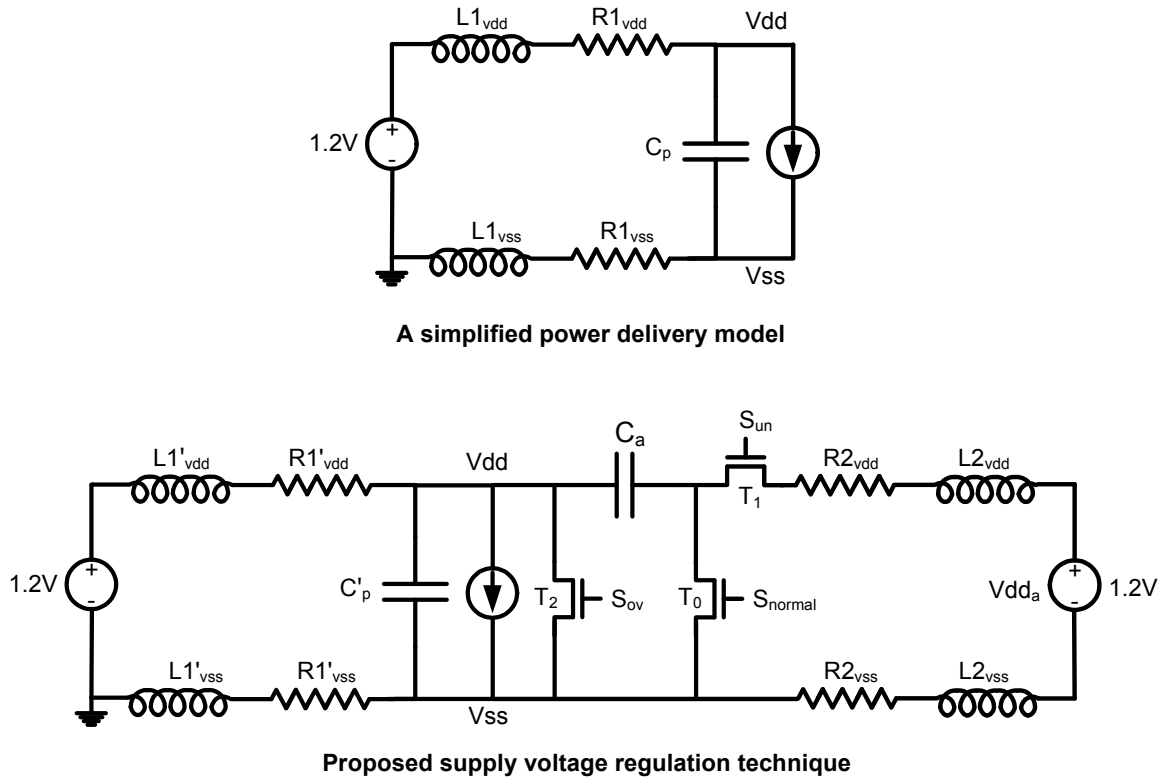 L1vdd R1vdd Vdd
1.2V + - Cp
L1vss R1vss Vss
A simplified power delivery model
Sun
Ca
L1'vdd R1'vdd Vdd T1 R2vdd L2vdd
1.2V + - C'p T2 Sov T0 Snormal Vdda + - 1.2V
L1'vss R1'vss Vss R2vss L2vss
Proposed supply voltage regulation technique